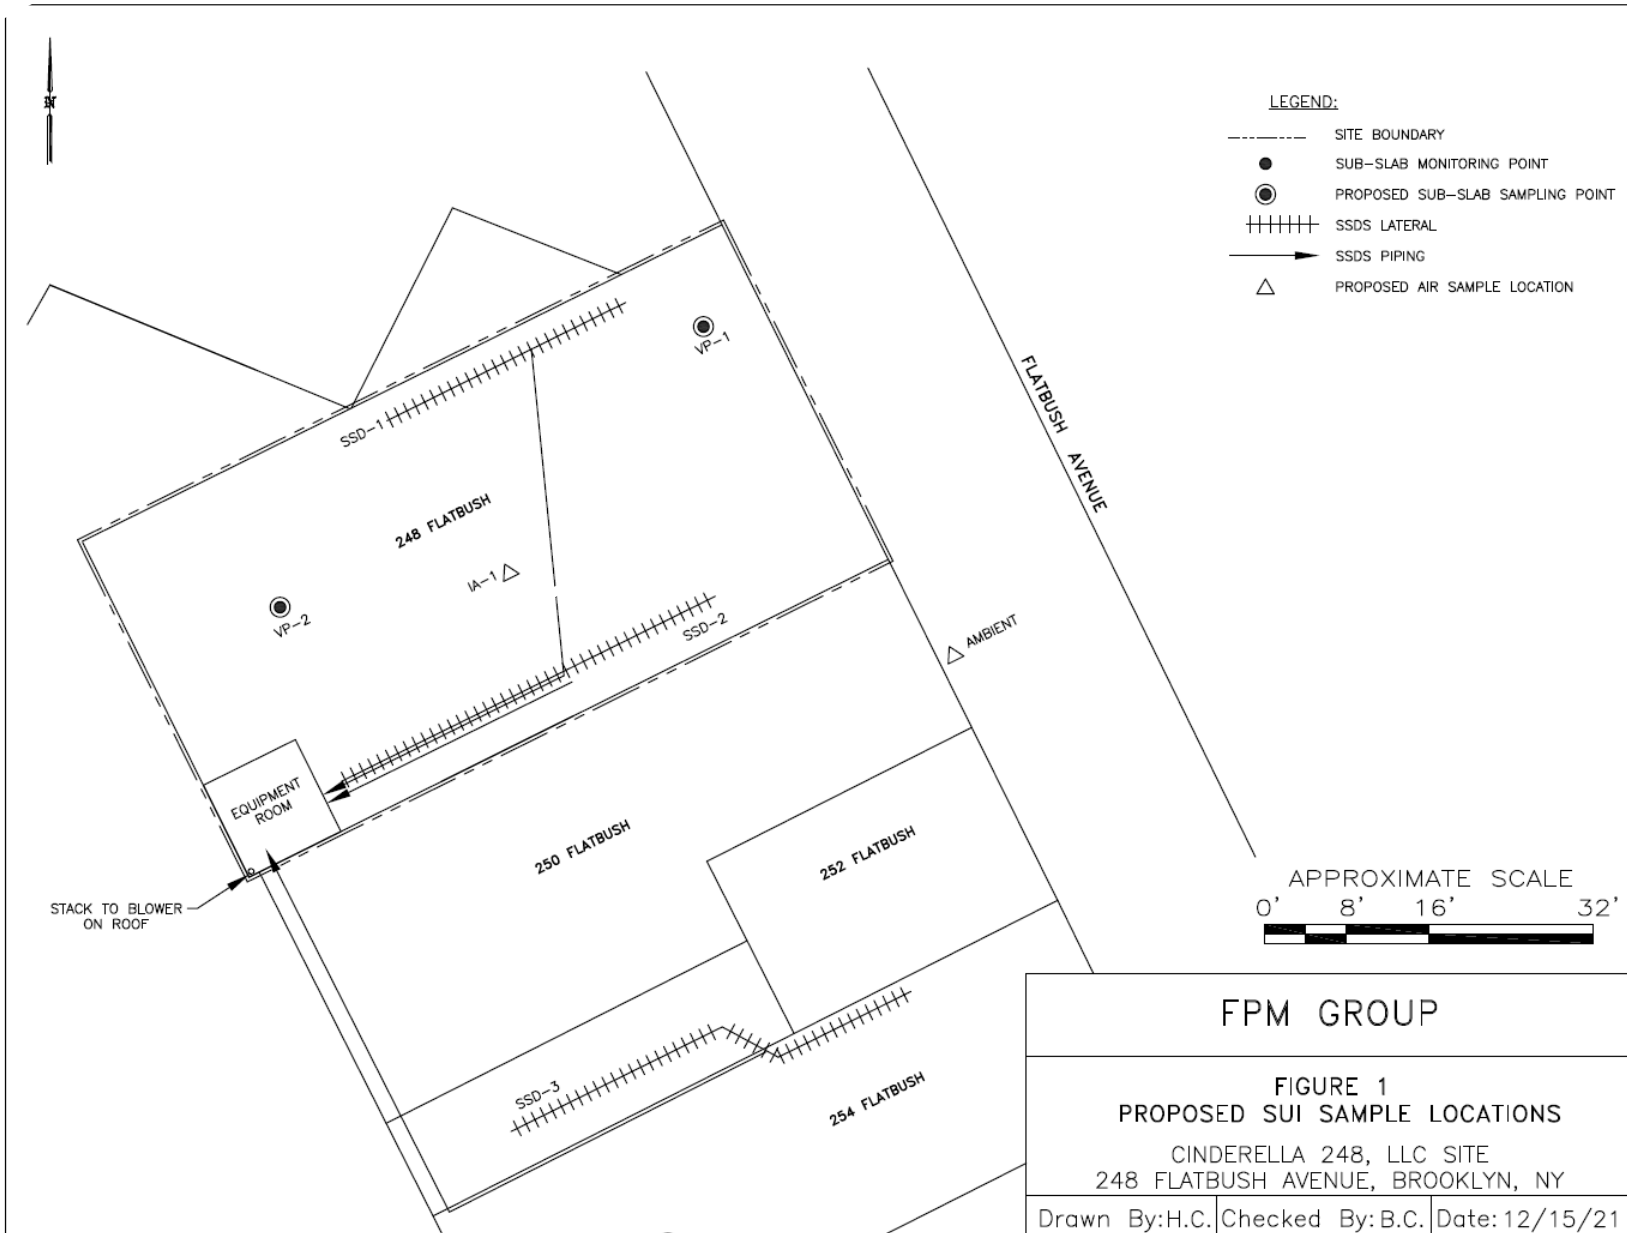 N
LEGEND:
SITE BOUNDARY
SUB-SLAB MONITORING POINT
PROPOSED SUB-SLAB SAMPLING POINT
SSDS LATERAL
SSDS PIPING
PROPOSED AIR SAMPLE LOCATION
VP-1
FLATBUSH AVENUE
SSD-1
248 FLATBUSH
IA-1
VP-2
SSD-2
AMBIENT
EQUIPMENT
ROOM
250 FLATBUSH
252 FLATBUSH
STACK TO BLOWER
ON ROOF
APPROXIMATE SCALE
0' 8' 16' 32'
SSD-3
254 FLATBUSH
FPM GROUP
FIGURE 1
PROPOSED SUI SAMPLE LOCATIONS
CINDERELLA 248, LLC SITE
248 FLATBUSH AVENUE, BROOKLYN, NY
Drawn By:H.C. Checked By:B.C. Date:12/15/21